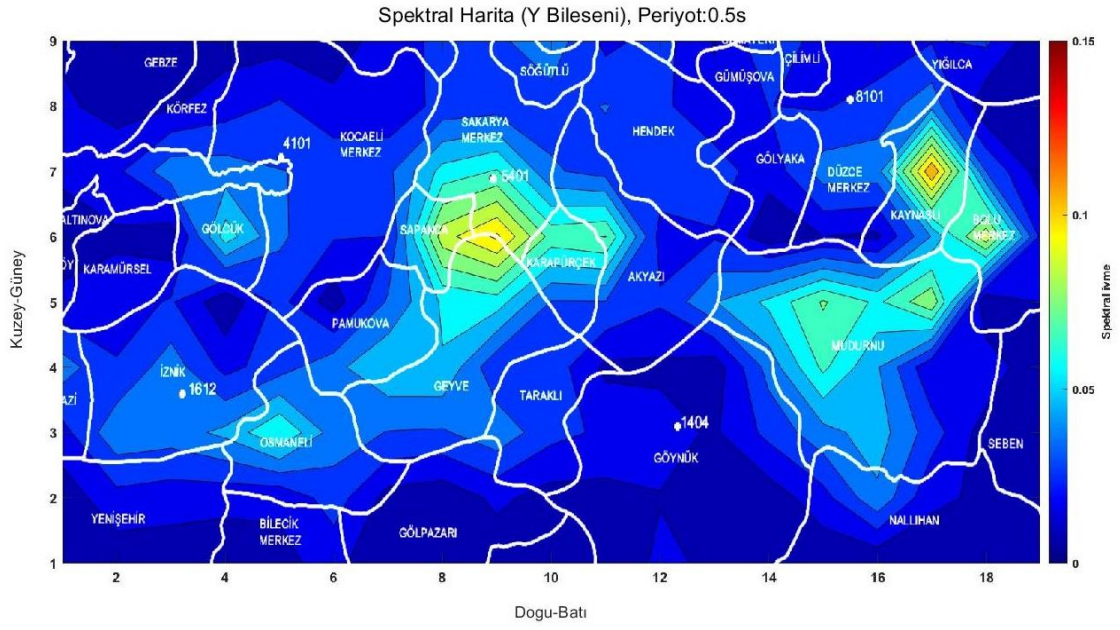 Spektral Harita (Y Bileseni), Periyot:0.5s
9
8
7
6
5
4
3
2
1
Kuzey-Güney
GEBZE
KÖRFEZ
4101
KOCAELİ
MERKEZ
SAKARYA
MERKEZ
SÖĞÜTLÜ
5401
HENDEK
GÜMÜŞOVA
ÇİLİMLİ
8101
YIĞILCA
GÖLYAKA
DÜZCE
MERKEZ
KAYNAŞLI
BOLU
MERKEZ
ALTINOVA
GÖLCÜK
KARAMÜRSEL
SAPANCA
KARAPÜRÇEK
AKYAZI
PAMUKOVA
MUDURNU
İZNİK
1612
GEYVE
TARAKLI
1404
GÖYNÜK
OSMANELİ
SEBEN
YENİŞEHİR
BİLECİK
MERKEZ
GÖLPAZARI
NALLIHAN
2
4
6
8
10
12
14
16
18
Dogu-Batı
0.15
0.1
0.05
0
Spektral ivme